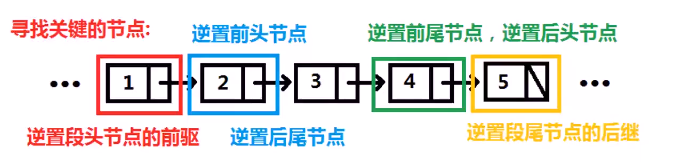 寻找关键的节点:
逆置前头节点
逆置前尾节点，逆置后头节点
••• 1 2 3 4 5 •••
逆置段头节点的前驱
逆置后尾节点
逆置段尾节点的后继